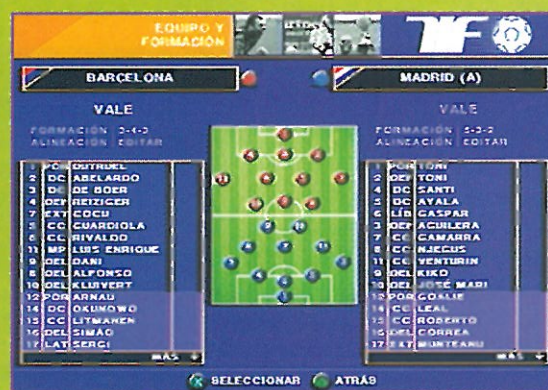 EQUIPO Y
FORMACIÓN
BARCELONA
VALE
FORMACIÓN 3-4-3
ALINEACIÓN EDITAR
1 POR DUTRUEL
2 DC ABELARDO
3 DC DE BOER
4 DEF REIZIGER
7 EXT COCU
5 CC GUARDIOLA
6 CC RIVALDO
11 MP LUIS ENRIQUE
9 DEL DANI
8 DEL ALFONSO
10 DEL KLUIVERT
12 POR ARNAU
14 DC OKUNOWO
15 CC LITMANEN
16 DEL SIMÃO
17 LAT SERGI
MÁS
MADRID (A)
VALE
FORMACIÓN 5-3-2
ALINEACIÓN EDITAR
1 POR TONI
2 DEF TONI
4 DC SANTI
5 DC AYALA
6 LÍB GASPAR
3 DEF AGUILERA
7 CC GAMARRA
8 CC NJEGUS
11 CC VENTURIN
9 DEL KIKO
10 DEL JOSÉ MARI
12 POR GOALIE
14 CC LEAL
15 CC ROBERTO
16 DEL CORREA
17 EXT MUNTEANU
MÁS
SELECCIONAR ATRÁS